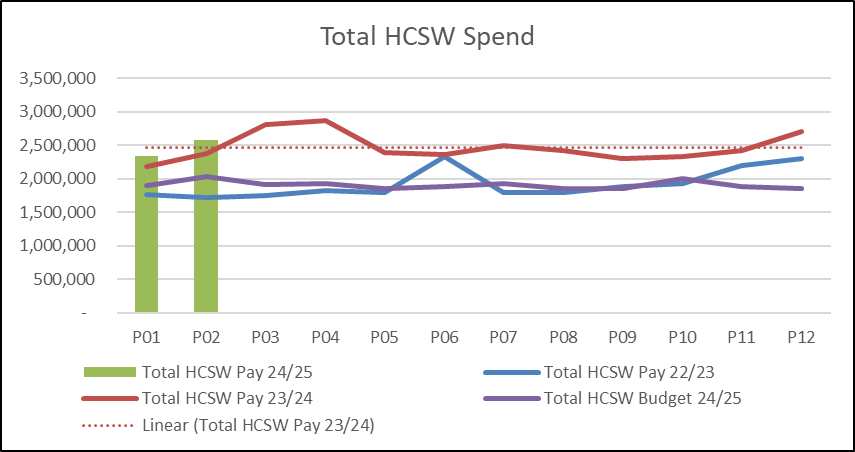 Total HCSW Spend
3,500,000
3,000,000
2,500,000
2,000,000
1,500,000
1,000,000
500,000
-
P01 P02 P03 P04 P05 P06 P07 P08 P09 P10 P11 P12
Total HCSW Pay 24/25 Total HCSW Pay 22/23
Total HCSW Pay 23/24 Total HCSW Budget 24/25
Linear (Total HCSW Pay 23/24)